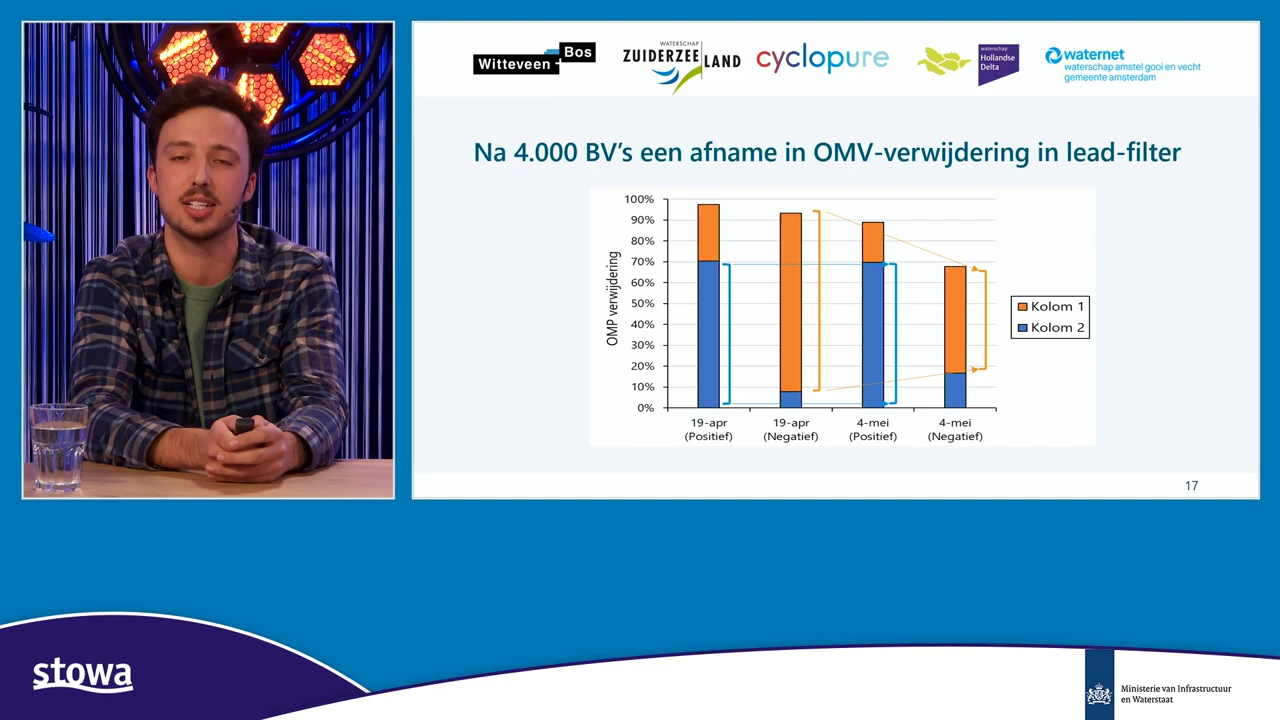 Witteveen
Bos
WATERSCHAP
ZUIDERZEELAND
cyclopure
waterschap
Hollandse
Delta
waternet
waterschap amstel gooi en vecht
gemeente amsterdam
Na 4.000 BV’s een afname in OMV-verwijdering in lead-filter
OMP verwijdering
100%
90%
80%
70%
60%
50%
40%
30%
20%
10%
0%
19-apr
(Positief)
19-apr
(Negatief)
4-mei
(Positief)
4-mei
(Negatief)
Kolom 1
Kolom 2
17
stowa
Ministerie van Infrastructuur
en Waterstaat